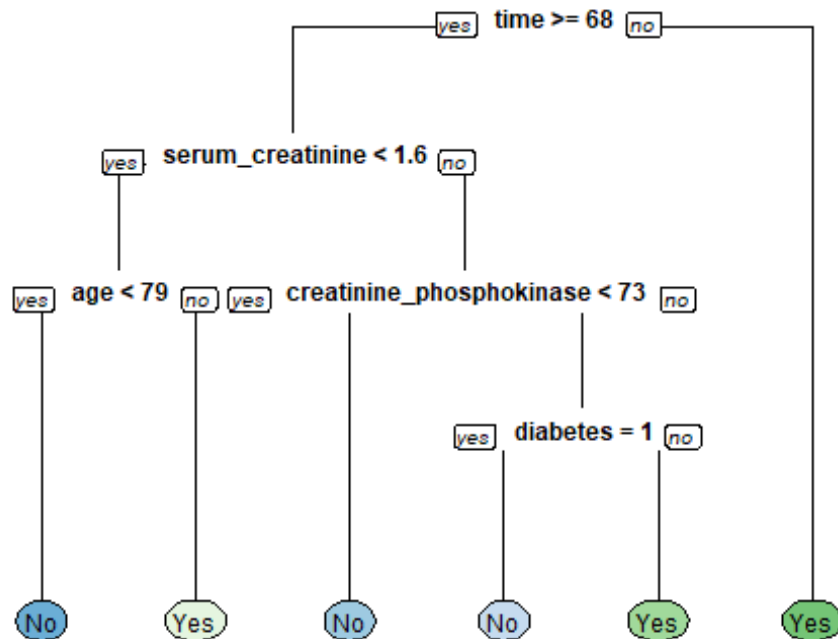 yes time >= 68 no
yes serum_creatinine < 1.6 no
yes age < 79 no yes creatinine_phosphokinase < 73 no
yes diabetes = 1 no
No Yes No No Yes Yes